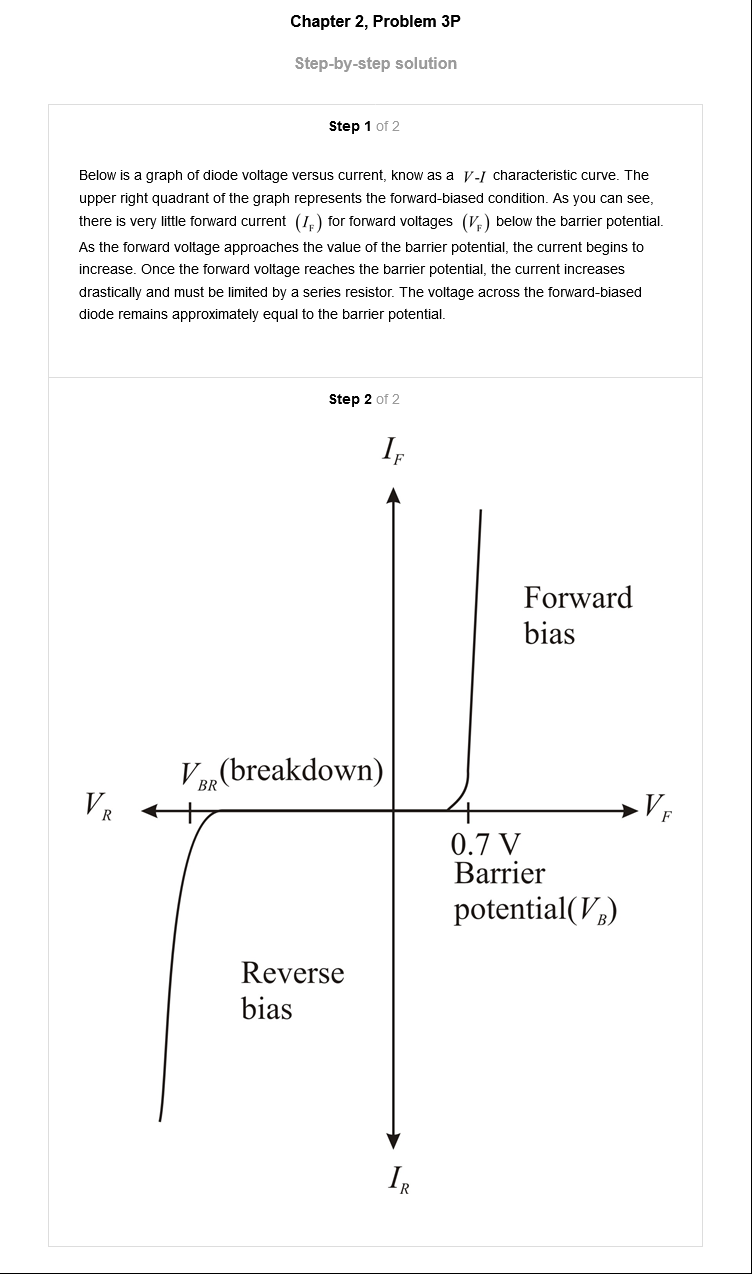 Chapter 2, Problem 3P
Step-by-step solution
Step 1 of 2
Below is a graph of diode voltage versus current, know as a V-I characteristic curve. The
upper right quadrant of the graph represents the forward-biased condition. As you can see,
there is very little forward current (I_F) for forward voltages (V_F) below the barrier potential.
As the forward voltage approaches the value of the barrier potential, the current begins to
increase. Once the forward voltage reaches the barrier potential, the current increases
drastically and must be limited by a series resistor. The voltage across the forward-biased
diode remains approximately equal to the barrier potential.
Step 2 of 2
I_F
Forward
bias
V_BR(breakdown)
V_R
V_F
0.7 V
Barrier
potential(V_B)
Reverse
bias
I_R